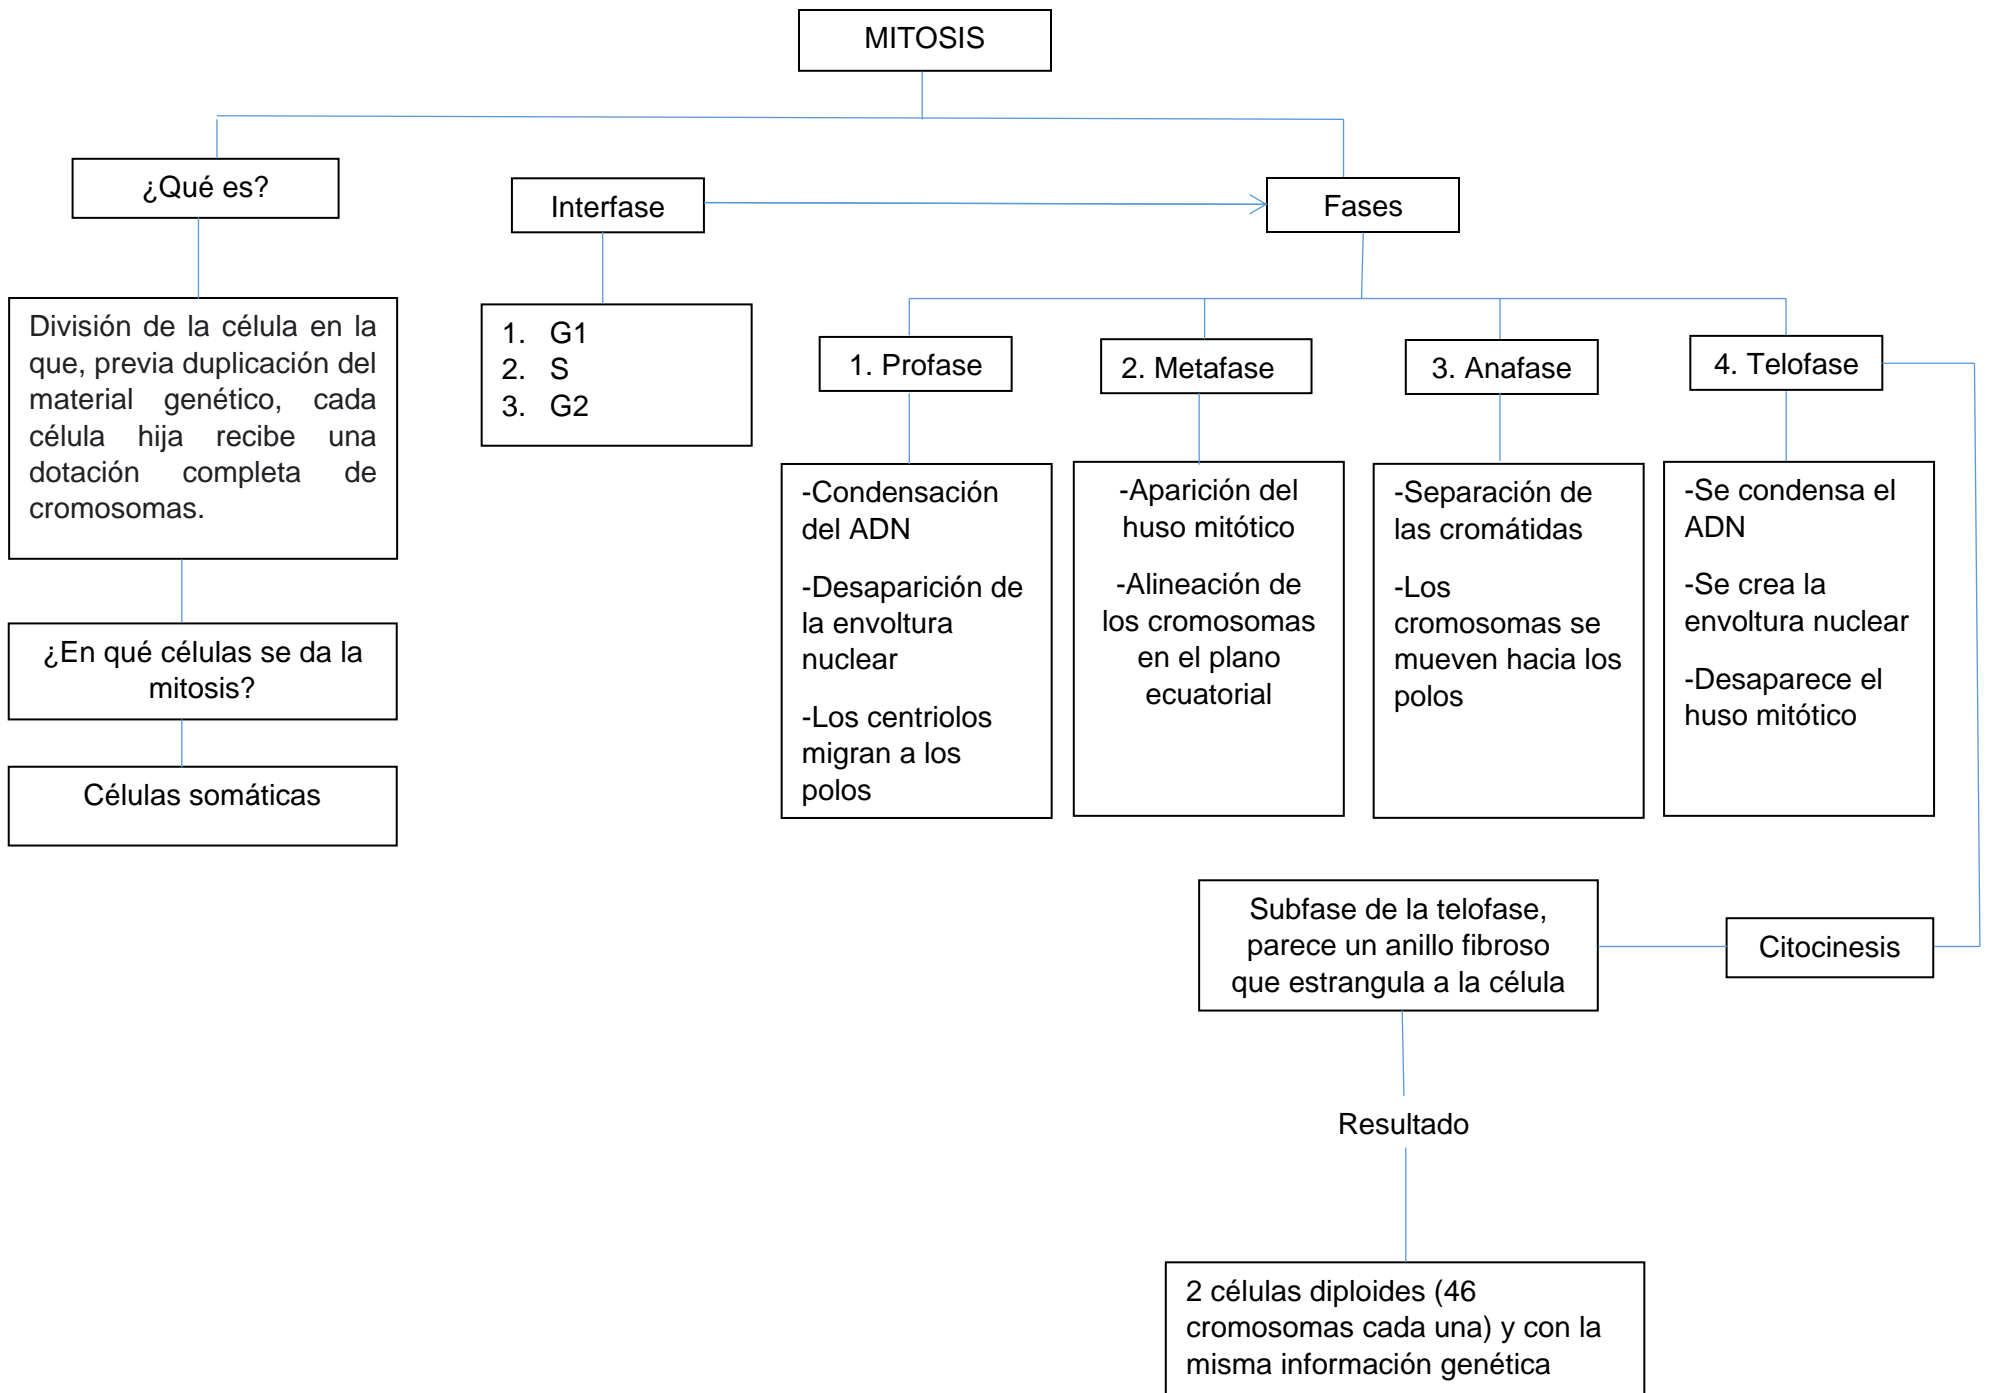 MITOSIS
¿Qué es?
División de la célula en la
que, previa duplicación del
material genético, cada
célula hija recibe una
dotación completa de
cromosomas.
¿En qué células se da la
mitosis?
Células somáticas
Interfase
1. G1
2. S
3. G2
Fases
1. Profase
-Condensación
del ADN
-Desaparición de
la envoltura
nuclear
-Los centriolos
migran a los
polos
2. Metafase
-Aparición del
huso mitótico
-Alineación de
los cromosomas
en el plano
ecuatorial
3. Anafase
-Separación de
las cromátidas
-Los
cromosomas se
mueven hacia los
polos
4. Telofase
-Se condensa el
ADN
-Se crea la
envoltura nuclear
-Desaparece el
huso mitótico
Citocinesis
Subfase de la telofase,
parece un anillo fibroso
que estrangula a la célula
Resultado
2 células diploides (46
cromosomas cada una) y con la
misma información genética